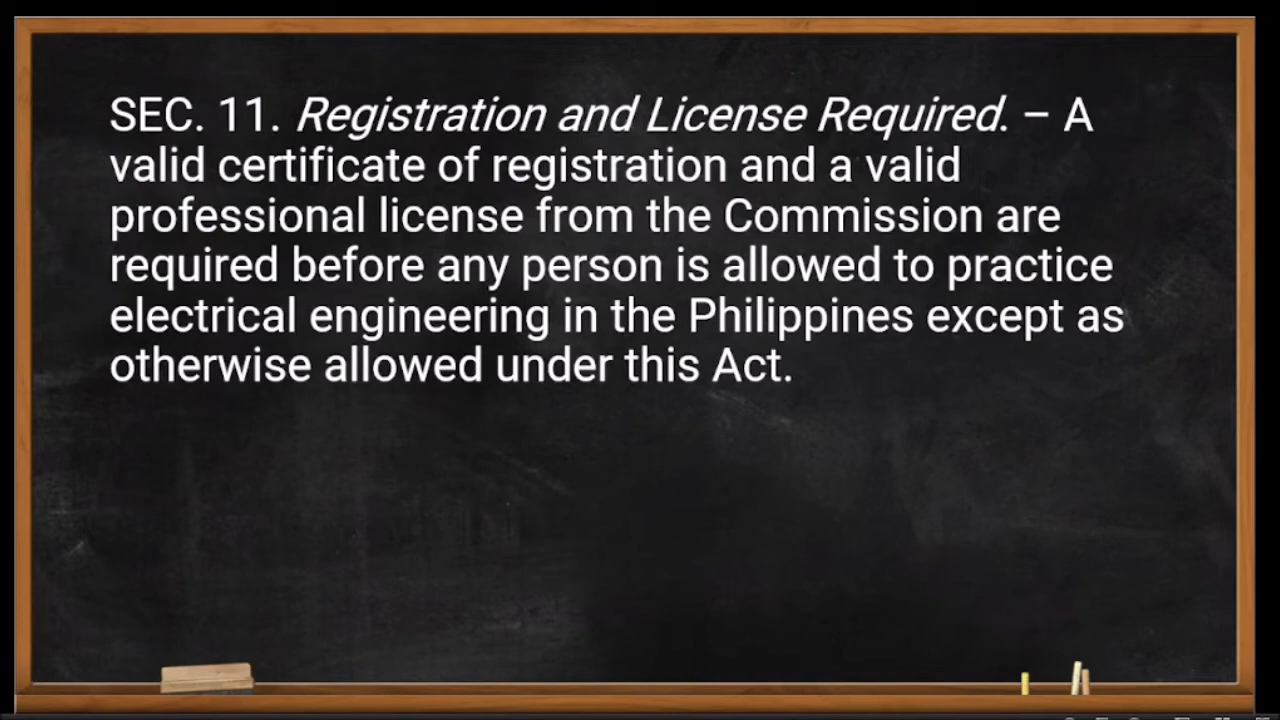 SEC. 11. Registration and License Required. – A
valid certificate of registration and a valid
professional license from the Commission are
required before any person is allowed to practice
electrical engineering in the Philippines except as
otherwise allowed under this Act.